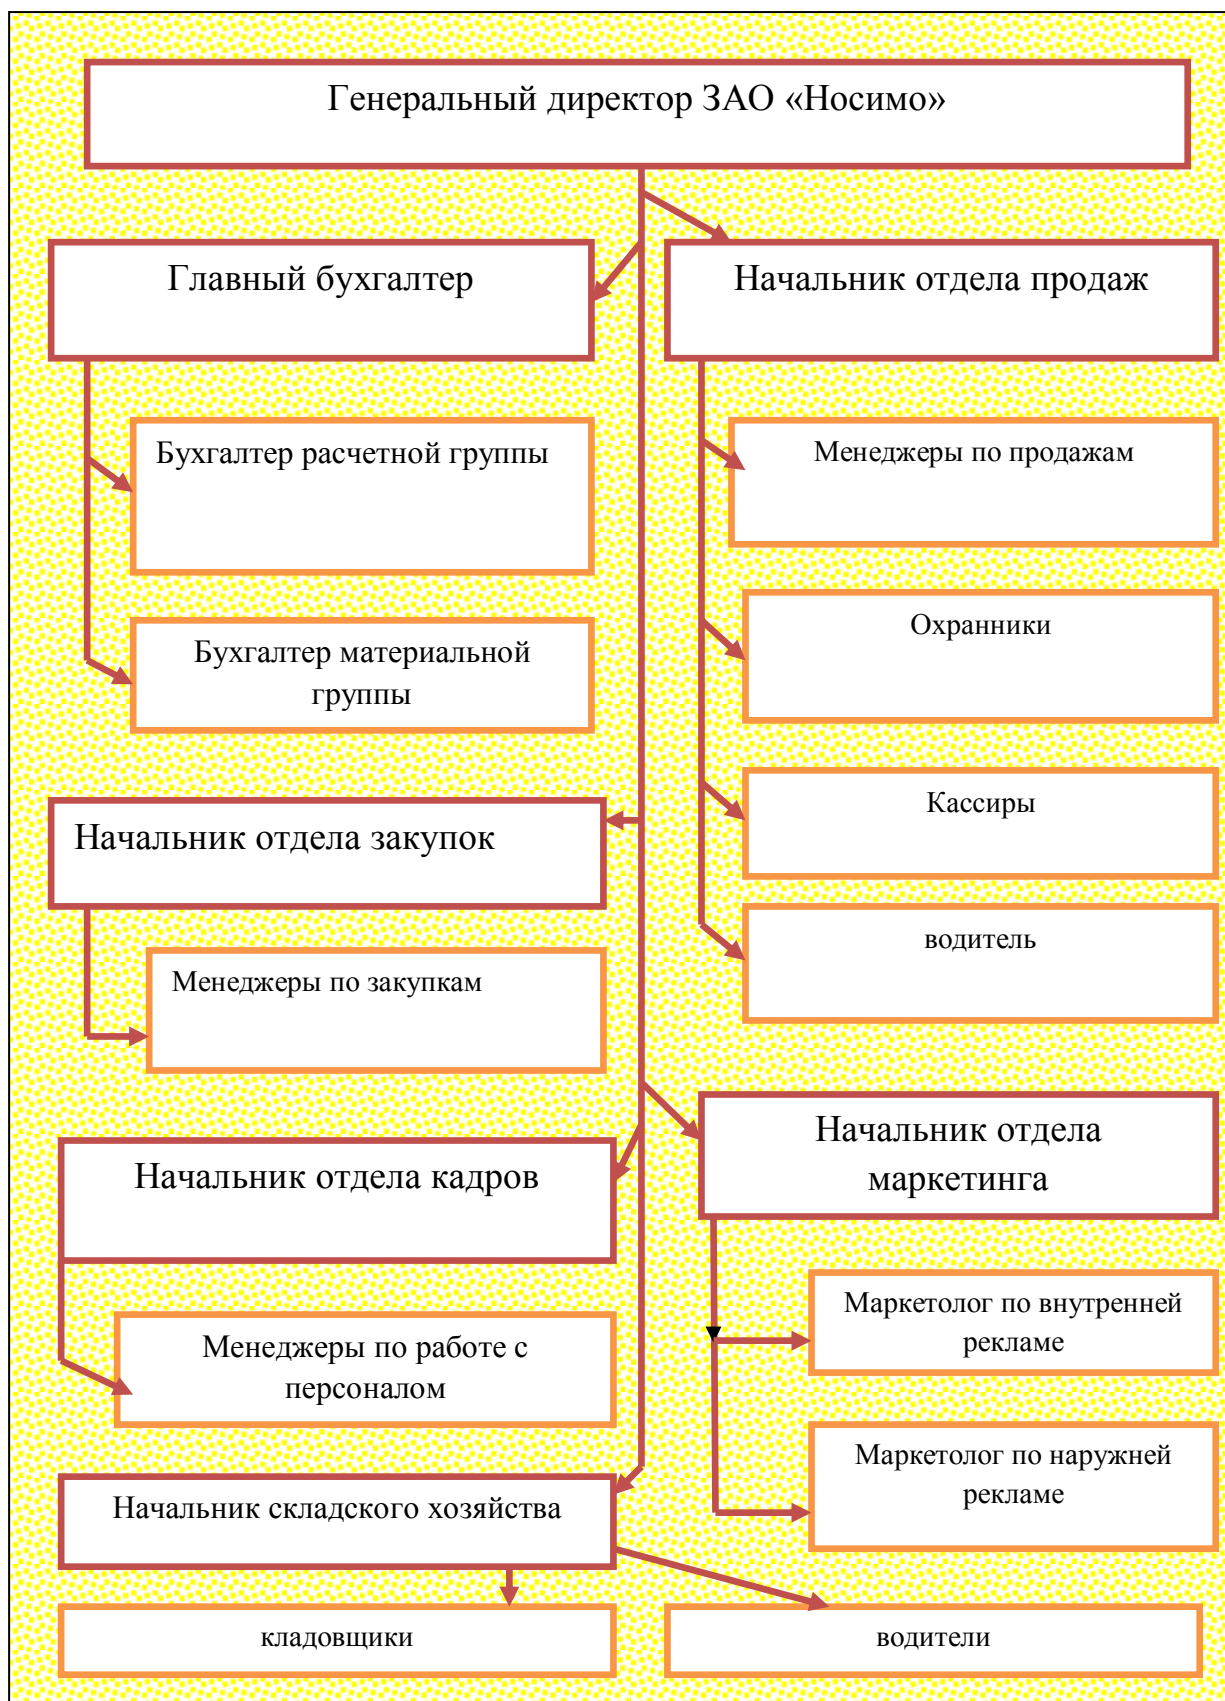 Генеральный директор ЗАО «Носимо»
Главный бухгалтер
Начальник отдела продаж
Бухгалтер расчетной группы
Менеджеры по продажам
Охранники
Бухгалтер материальной
группы
Кассиры
Начальник отдела закупок
водитель
Менеджеры по закупкам
Начальник отдела
маркетинга
Начальник отдела кадров
Маркетолог по внутренней
рекламе
Менеджеры по работе с
персоналом
Маркетолог по наружней
рекламе
Начальник складского хозяйства
кладовщики
водители